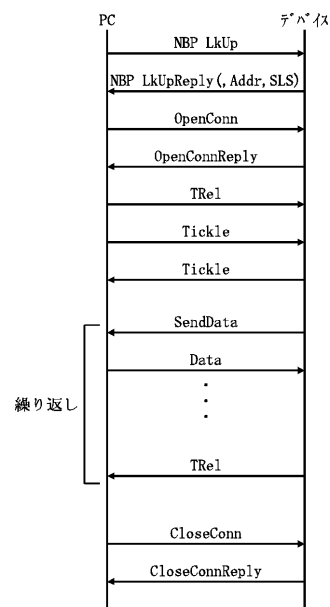 PC ﾃﾞﾊﾞｲｽ
NBP LkUp
NBP LkUpReply(,Addr,SLS)
OpenConn
OpenConnReply
TRel
Tickle
Tickle
SendData
Data
繰り返し
TRel
CloseConn
CloseConnReply